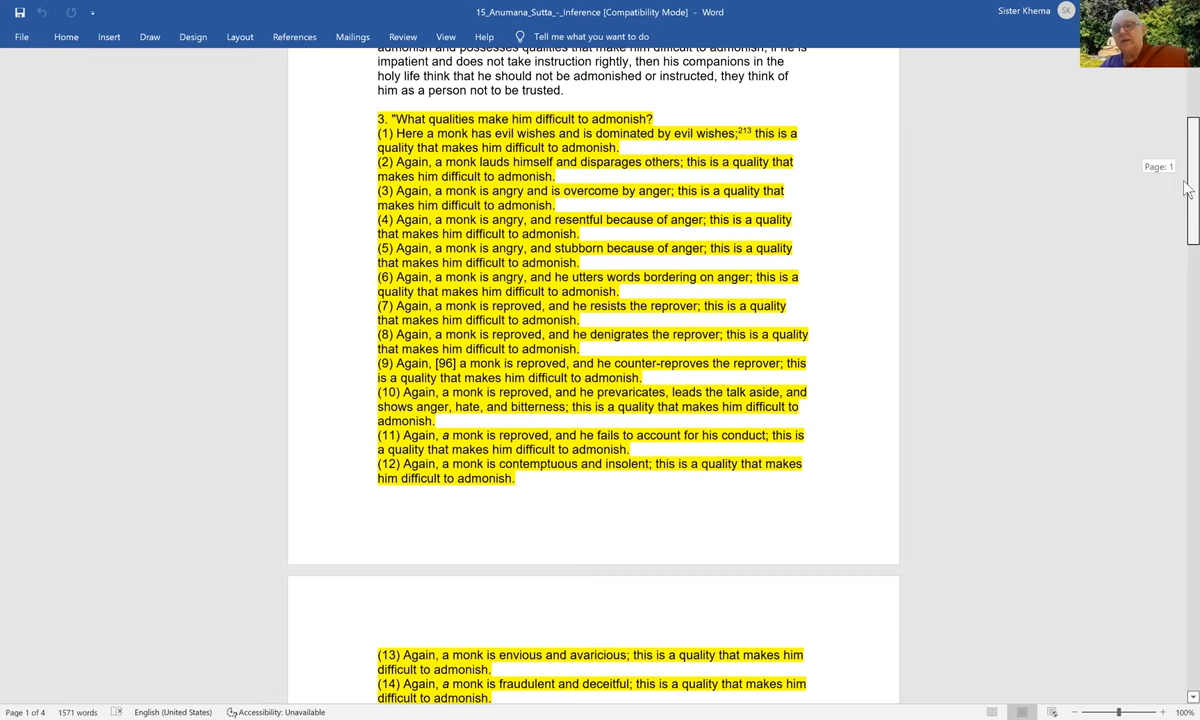 15_Anumana_Sutta_-_Inference [Compatibility Mode] - Word
Sister Khema SK
File Home Insert Draw Design Layout References Mailings Review View Help Tell me what you want to do
admonish and possesses qualities that make him difficult to admonish, if he is
impatient and does not take instruction rightly, then his companions in the
holy life think that he should not be admonished or instructed, they think of
him as a person not to be trusted.
3. "What qualities make him difficult to admonish?
(1) Here a monk has evil wishes and is dominated by evil wishes;213 this is a
quality that makes him difficult to admonish.
(2) Again, a monk lauds himself and disparages others; this is a quality that
makes him difficult to admonish.
(3) Again, a monk is angry and is overcome by anger; this is a quality that
makes him difficult to admonish.
(4) Again, a monk is angry, and resentful because of anger; this is a quality
that makes him difficult to admonish.
(5) Again, a monk is angry, and stubborn because of anger; this is a quality
that makes him difficult to admonish.
(6) Again, a monk is angry, and he utters words bordering on anger; this is a
quality that makes him difficult to admonish.
(7) Again, a monk is reproved, and he resists the reprover; this is a quality
that makes him difficult to admonish.
(8) Again, a monk is reproved, and he denigrates the reprover; this is a quality
that makes him difficult to admonish.
(9) Again, [96] a monk is reproved, and he counter-reproves the reprover; this
is a quality that makes him difficult to admonish.
(10) Again, a monk is reproved, and he prevaricates, leads the talk aside, and
shows anger, hate, and bitterness; this is a quality that makes him difficult to
admonish.
(11) Again, a monk is reproved, and he fails to account for his conduct; this is
a quality that makes him difficult to admonish.
(12) Again, a monk is contemptuous and insolent; this is a quality that makes
him difficult to admonish.
Page: 1
(13) Again, a monk is envious and avaricious; this is a quality that makes him
difficult to admonish.
(14) Again, a monk is fraudulent and deceitful; this is a quality that makes him
difficult to admonish.
Page 1 of 4 1571 words English (United States) Accessibility: Unavailable 100%